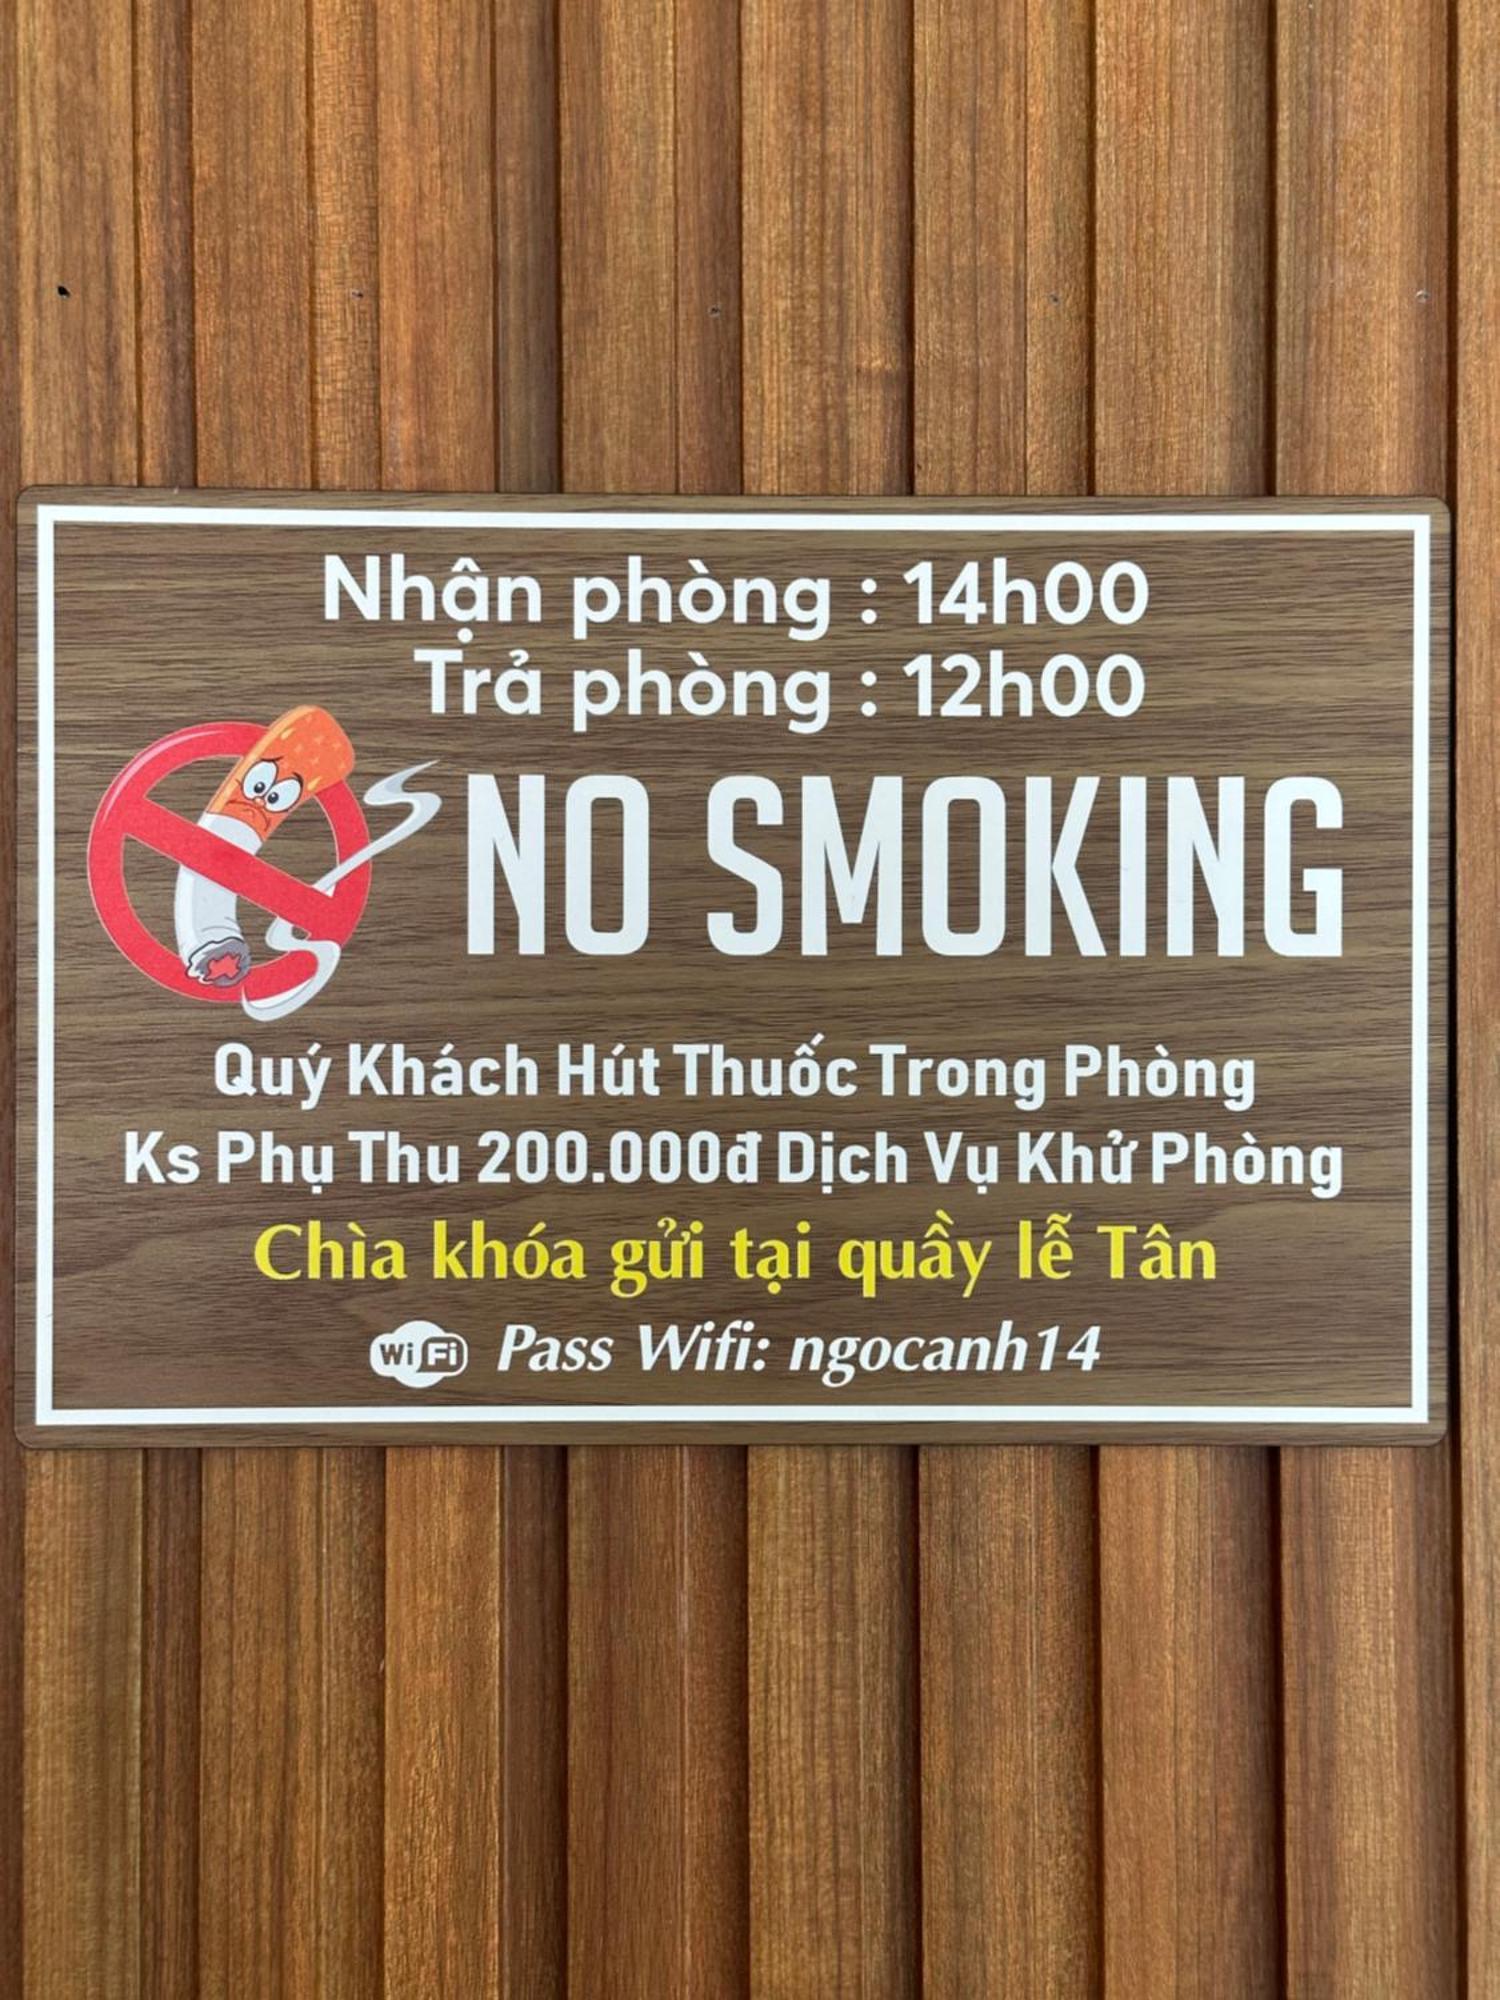 Nhận phòng : 14h00
Trả phòng : 12h00
NO SMOKING
Quý Khách Hút Thuốc Trong Phòng
Ks Phụ Thu 200.000đ Dịch Vụ Khử Phòng
Chìa khóa gửi tại quầy lễ Tân
WiFi Pass Wifi: ngocanh14